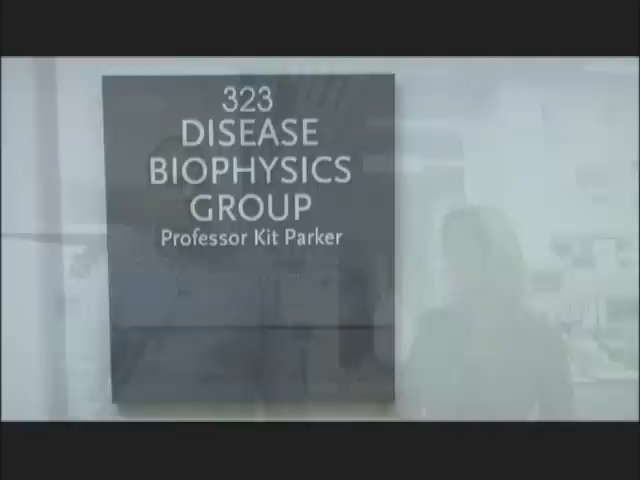 323
DISEASE
BIOPHYSICS
GROUP
Professor Kit Parker